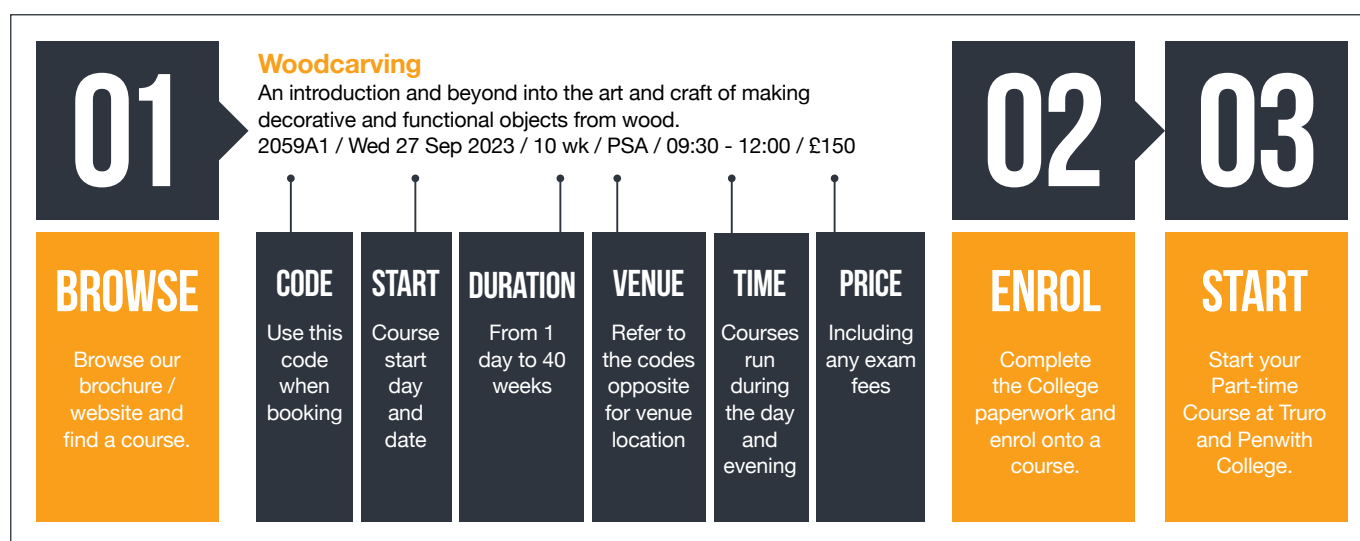 01
Woodcarving
An introduction and beyond into the art and craft of making
decorative and functional objects from wood.
2059A1 / Wed 27 Sep 2023 / 10 wk / PSA / 09:30 - 12:00 / £150
BROWSE
Browse our
brochure /
website and
find a course.
CODE
Use this
code
when
booking
START
Course
start
day
and
date
DURATION
From 1
day to 40
weeks
VENUE
Refer to
the codes
opposite
for venue
location
TIME
Courses
run
during
the day
and
evening
PRICE
Including
any exam
fees
02
ENROL
Complete
the College
paperwork and
enrol onto a
course.
03
START
Start your
Part-time
Course at Truro
and Penwith
College.